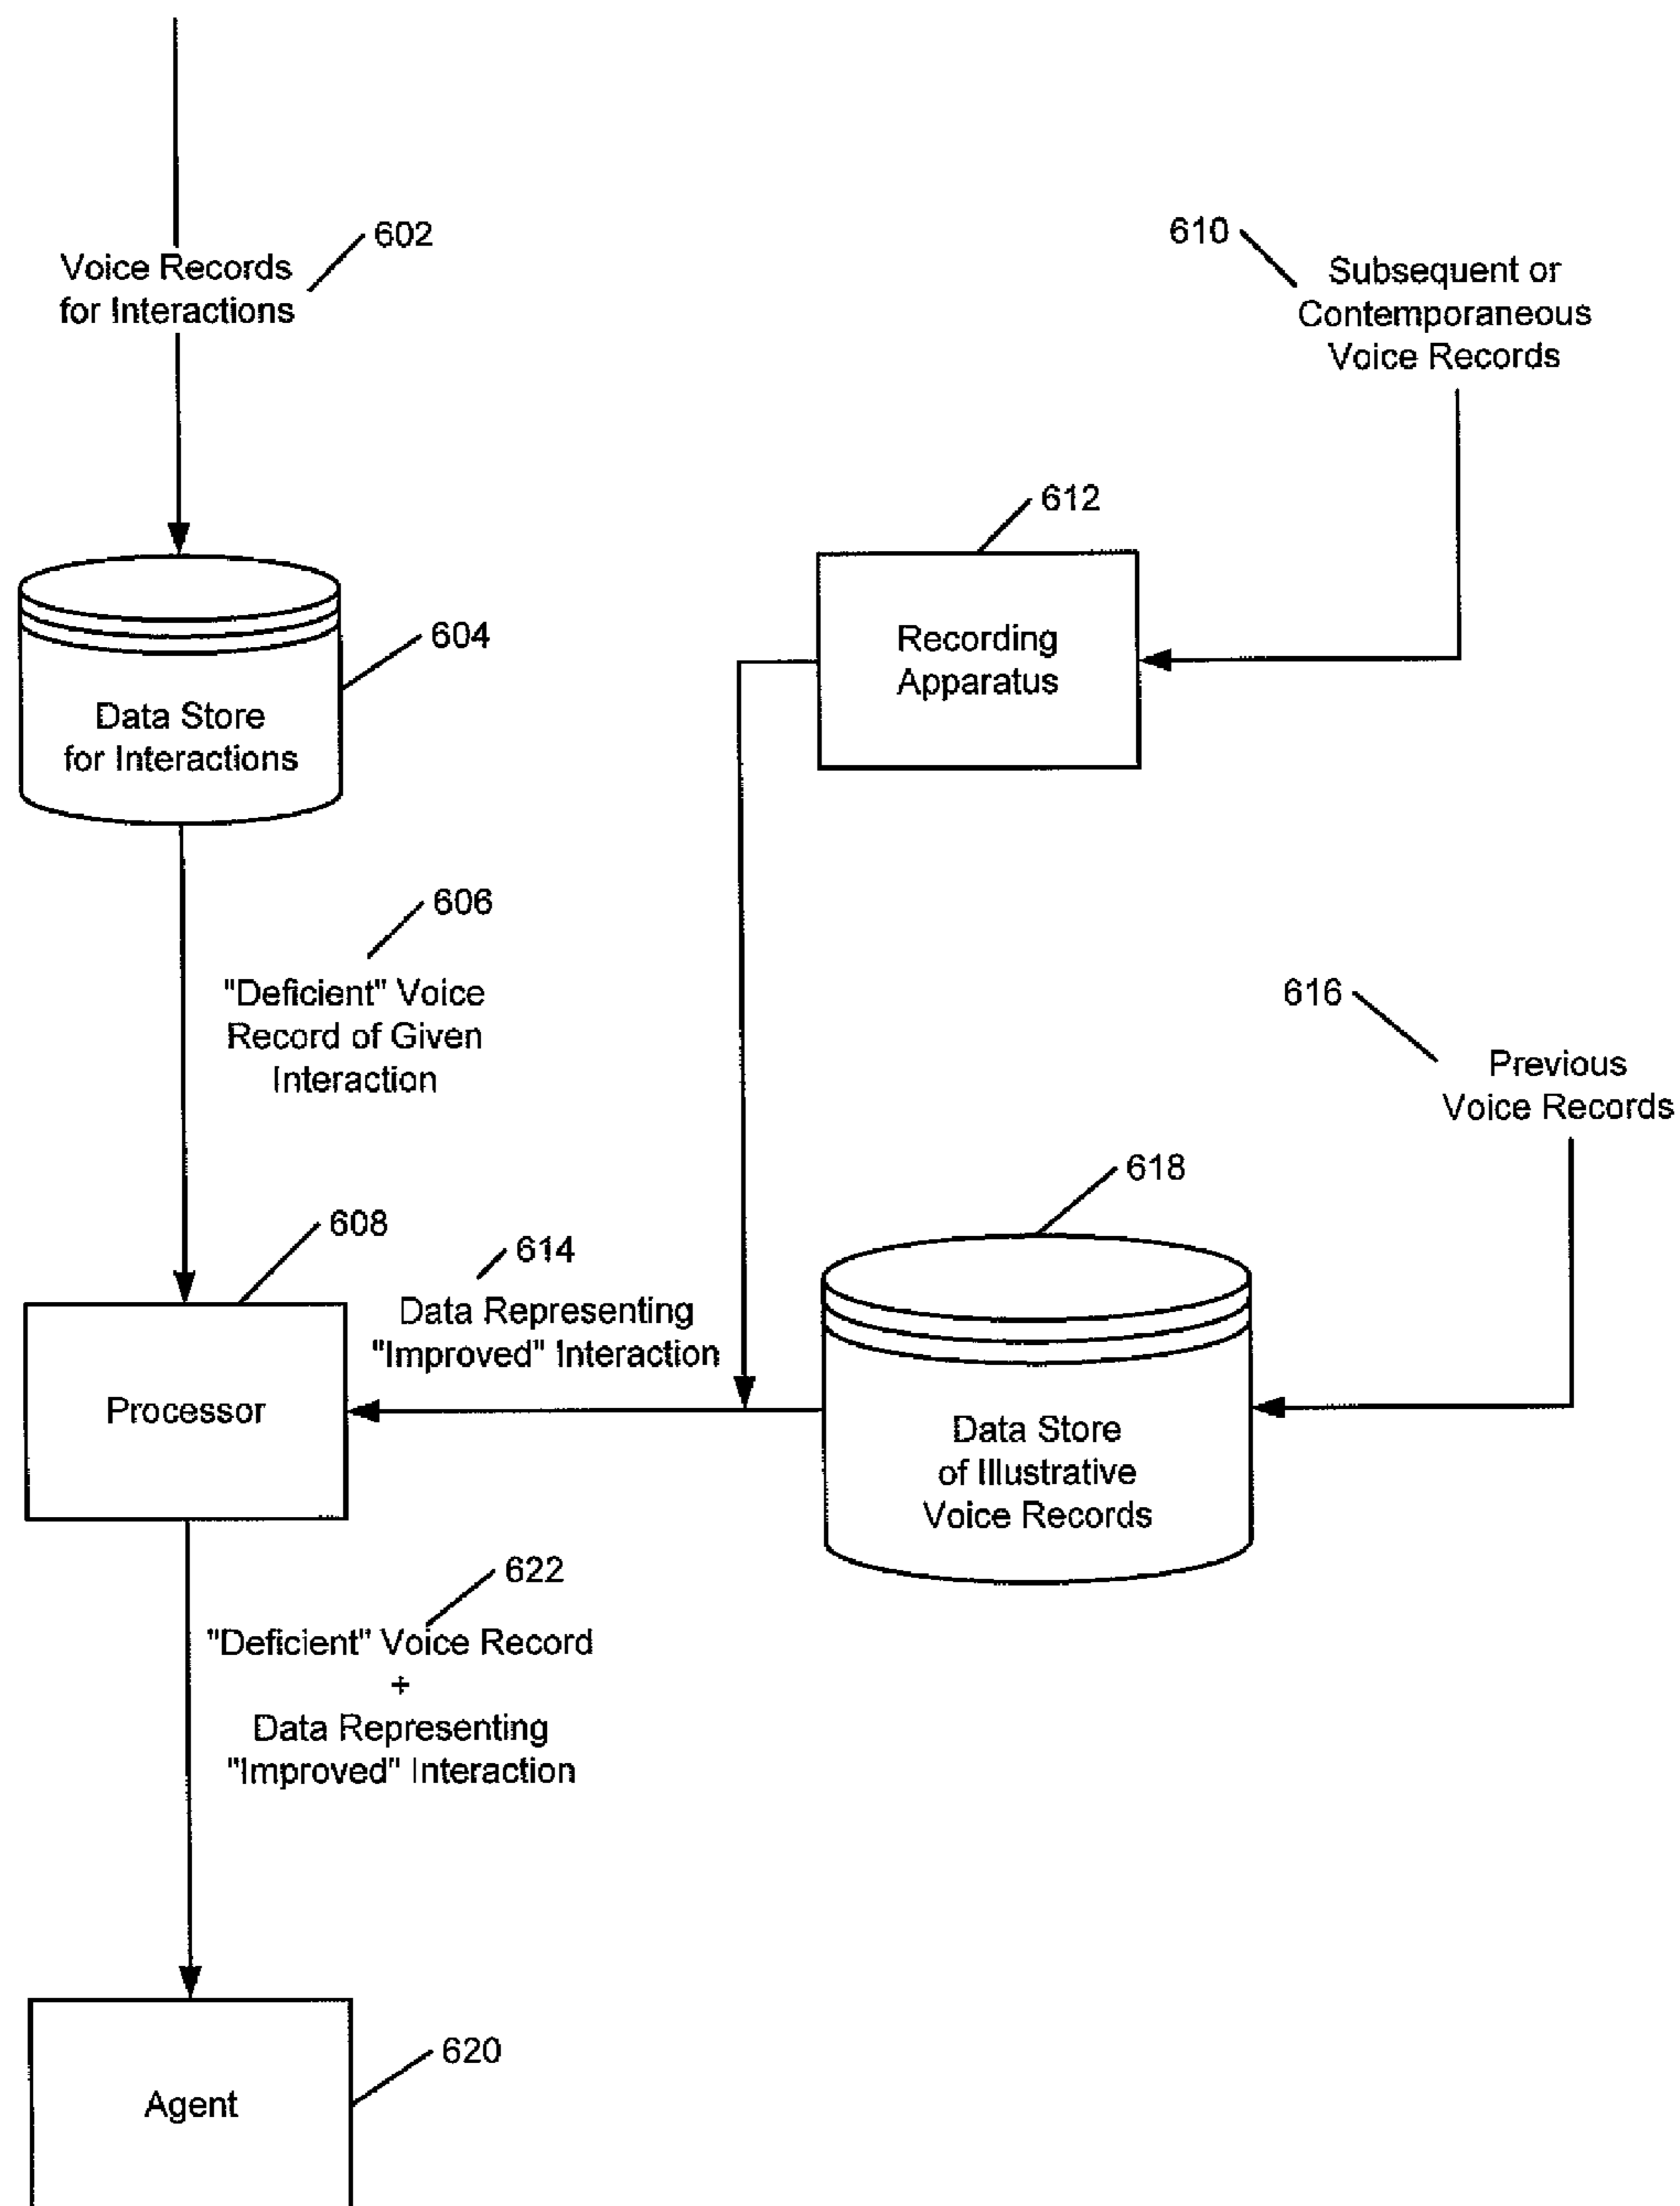 602
Voice Records
for Interactions
610
Subsequent or
Contemporaneous
Voice Records
612
Recording
Apparatus
604
Data Store
for Interactions
606
"Deficient" Voice
Record of Given
Interaction
616
Previous
Voice Records
618
608
614
Data Representing
"Improved" Interaction
Processor
Data Store
of Illustrative
Voice Records
622
"Deficient" Voice Record
+
Data Representing
"Improved" Interaction
620
Agent